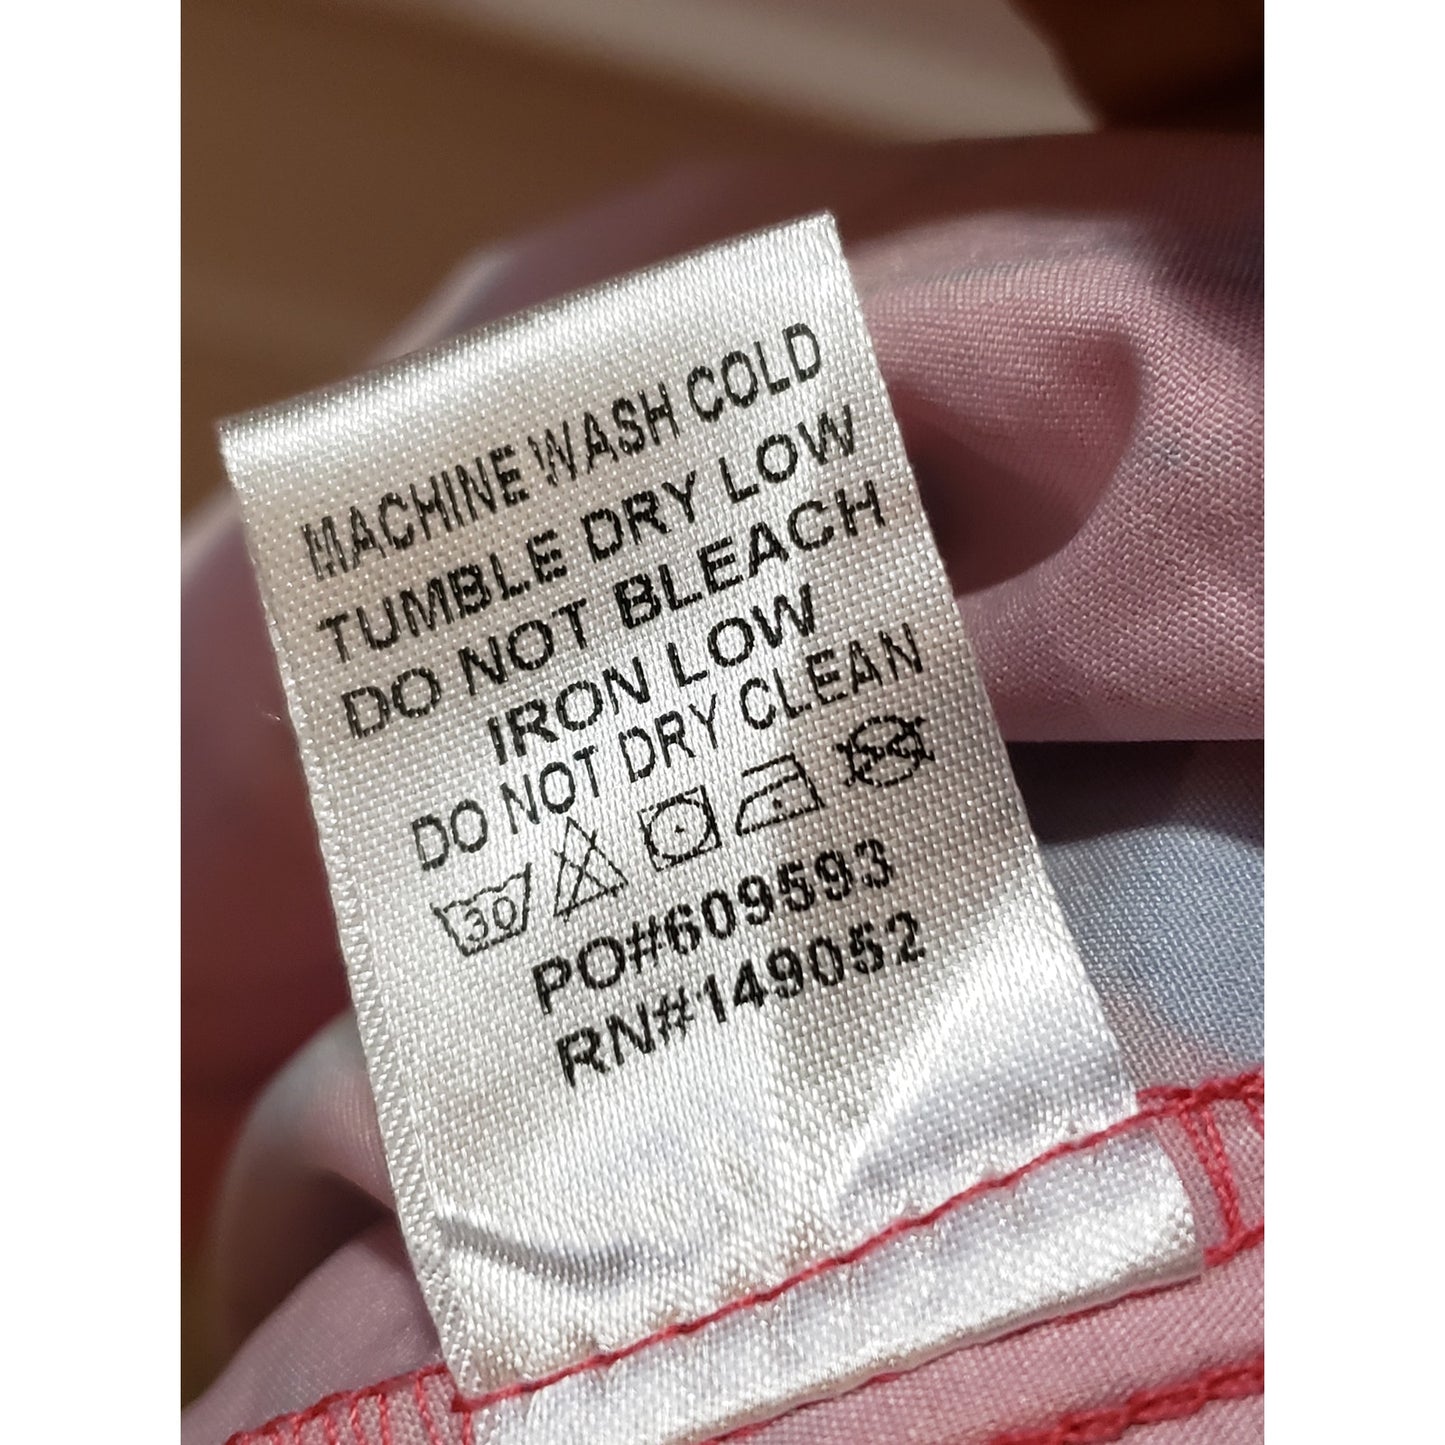 MACHINE WASH COLD
TUMBLE DRY LOW
DO NOT BLEACH
IRON LOW
DO NOT DRY CLEAN
30
PO#609593
RN#149052